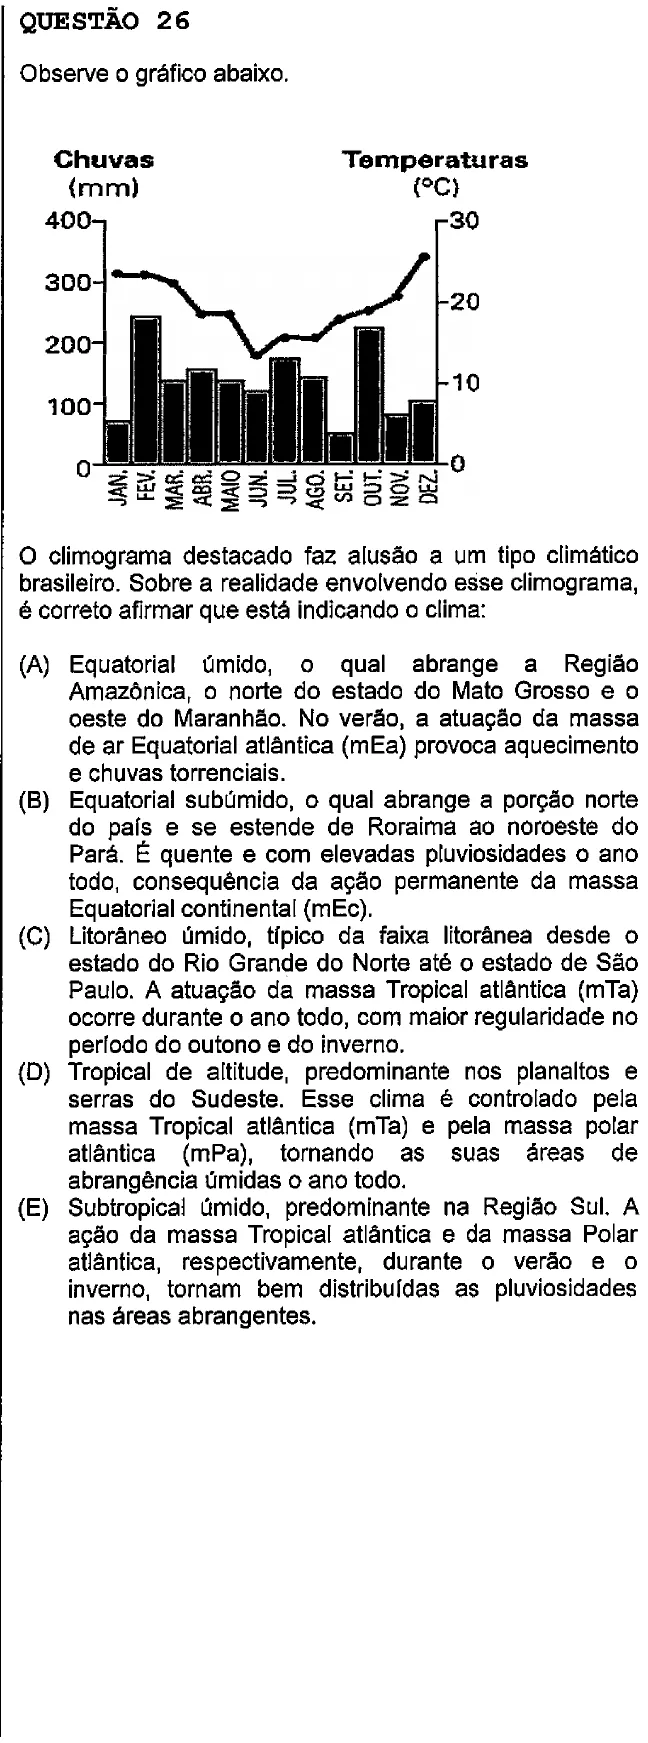 QUESTÃO 26
Observe o gráfico abaixo.
Chuvas Temperaturas
(mm) (°C)
400 30
300
20
200
10
100
0 0
JAN. FEV. MAR. ABR. MAIO JUN. JUL. AGO. SET. OUT. NOV. DEZ.
O climograma destacado faz alusão a um tipo climático
brasileiro. Sobre a realidade envolvendo esse climograma,
é correto afirmar que está indicando o clima:
(A) Equatorial úmido, o qual abrange a Região
Amazônica, o norte do estado do Mato Grosso e o
oeste do Maranhão. No verão, a atuação da massa
de ar Equatorial atlântica (mEa) provoca aquecimento
e chuvas torrenciais.
(B) Equatorial subúmido, o qual abrange a porção norte
do país e se estende de Roraima ao noroeste do
Pará. É quente e com elevadas pluviosidades o ano
todo, consequência da ação permanente da massa
Equatorial continental (mEc).
(C) Litorâneo úmido, típico da faixa litorânea desde o
estado do Rio Grande do Norte até o estado de São
Paulo. A atuação da massa Tropical atlântica (mTa)
ocorre durante o ano todo, com maior regularidade no
período do outono e do inverno.
(D) Tropical de altitude, predominante nos planaltos e
serras do Sudeste. Esse clima é controlado pela
massa Tropical atlântica (mTa) e pela massa polar
atlântica (mPa), tornando as suas áreas de
abrangência úmidas o ano todo.
(E) Subtropical úmido, predominante na Região Sul. A
ação da massa Tropical atlântica e da massa Polar
atlântica, respectivamente, durante o verão e o
inverno, tornam bem distribuídas as pluviosidades
nas áreas abrangentes.